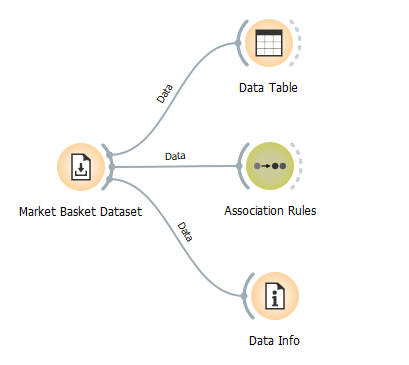 Data
Data Table
Data
Market Basket Dataset
Association Rules
Data
Data Info